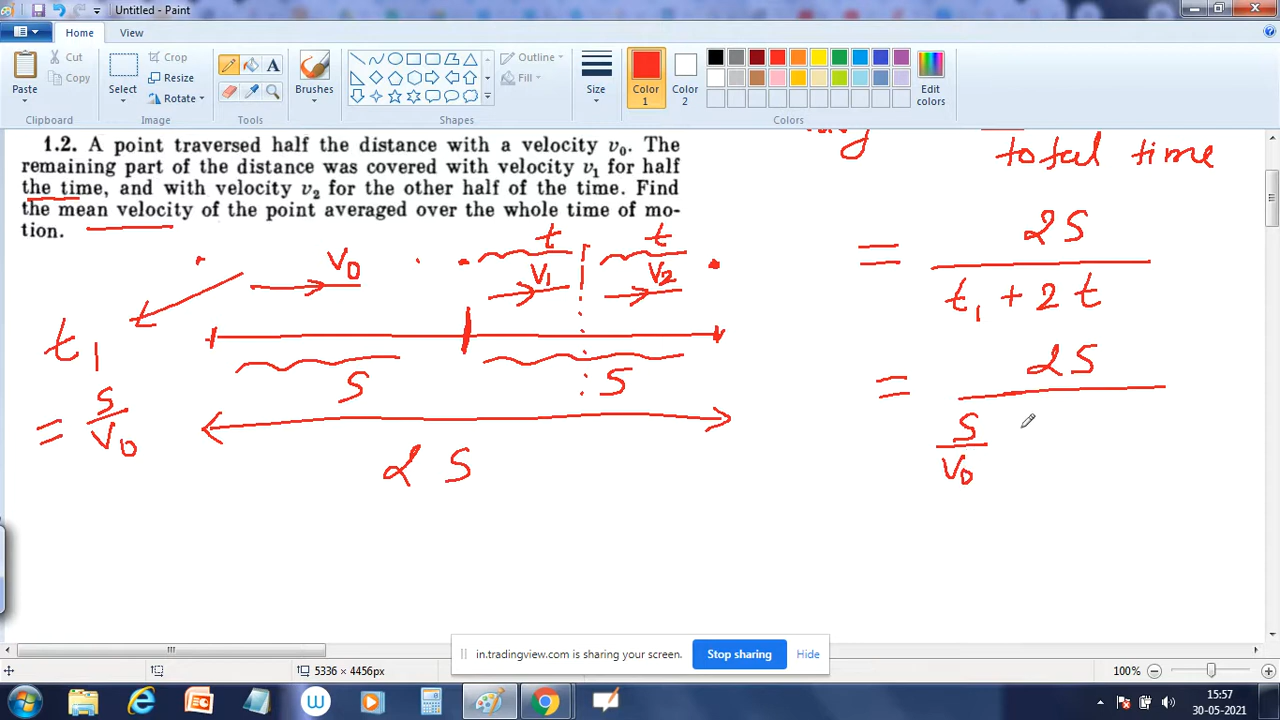 Untitled - Paint
Home View
Paste
Cut
Copy
Clipboard
Select
Crop
Resize
Rotate
Image
Tools
Brushes
Shapes
Outline
Fill
Size
Color 1
Color 2
Edit colors
Colors
1.2. A point traversed half the distance with a velocity v₀. The
remaining part of the distance was covered with velocity v₁ for half
the time, and with velocity v₂ for the other half of the time. Find
the mean velocity of the point averaged over the whole time of mo-
tion.
total time
t t
V0 V1 V2
t1
= S/V0
S S
2 S
= 2S / (t1 + 2t)
= 2S
S/V0
in.tradingview.com is sharing your screen. Stop sharing Hide
5336 × 4456px
100%
15:57
30-05-2021